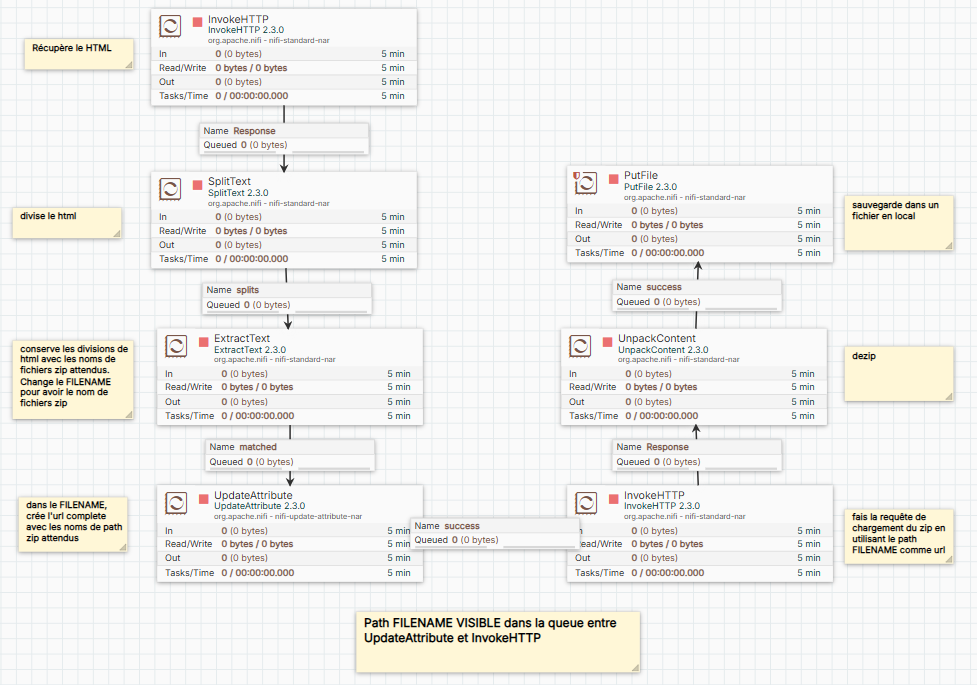 Récupère le HTML
InvokeHTTP
InvokeHTTP 2.3.0
org.apache.nifi - nifi-standard-nar
In 0 (0 bytes) 5 min
Read/Write 0 bytes / 0 bytes 5 min
Out 0 (0 bytes) 5 min
Tasks/Time 0 / 00:00:00.000 5 min
Name Response
Queued 0 (0 bytes)
divise le html
SplitText
SplitText 2.3.0
org.apache.nifi - nifi-standard-nar
In 0 (0 bytes) 5 min
Read/Write 0 bytes / 0 bytes 5 min
Out 0 (0 bytes) 5 min
Tasks/Time 0 / 00:00:00.000 5 min
Name splits
Queued 0 (0 bytes)
conserve les divisions de
html avec les noms de
fichiers zip attendus.
Change le FILENAME
pour avoir le nom de
fichiers zip
ExtractText
ExtractText 2.3.0
org.apache.nifi - nifi-standard-nar
In 0 (0 bytes) 5 min
Read/Write 0 bytes / 0 bytes 5 min
Out 0 (0 bytes) 5 min
Tasks/Time 0 / 00:00:00.000 5 min
Name matched
Queued 0 (0 bytes)
dans le FILENAME,
crée l'url complete
avec les noms de path
zip attendus
UpdateAttribute
UpdateAttribute 2.3.0
org.apache.nifi - nifi-update-attribute-nar
In 0 (0 bytes) 5 min
Read/Write 0 bytes / 0 bytes 5 min
Out 0 (0 bytes) 5 min
Tasks/Time 0 / 00:00:00.000 5 min
Name success
Queued 0 (0 bytes)
InvokeHTTP
InvokeHTTP 2.3.0
org.apache.nifi - nifi-standard-nar
In 0 (0 bytes) 5 min
Read/Write 0 bytes / 0 bytes 5 min
Out 0 (0 bytes) 5 min
Tasks/Time 0 / 00:00:00.000 5 min
fais la requête de
chargement du zip en
utilisant le path
FILENAME comme url
Name Response
Queued 0 (0 bytes)
UnpackContent
UnpackContent 2.3.0
org.apache.nifi - nifi-standard-nar
In 0 (0 bytes) 5 min
Read/Write 0 bytes / 0 bytes 5 min
Out 0 (0 bytes) 5 min
Tasks/Time 0 / 00:00:00.000 5 min
dezip
Name success
Queued 0 (0 bytes)
PutFile
PutFile 2.3.0
org.apache.nifi - nifi-standard-nar
In 0 (0 bytes) 5 min
Read/Write 0 bytes / 0 bytes 5 min
Out 0 (0 bytes) 5 min
Tasks/Time 0 / 00:00:00.000 5 min
sauvegarde dans un
fichier en local
Path FILENAME VISIBLE dans la queue entre
UpdateAttribute et InvokeHTTP